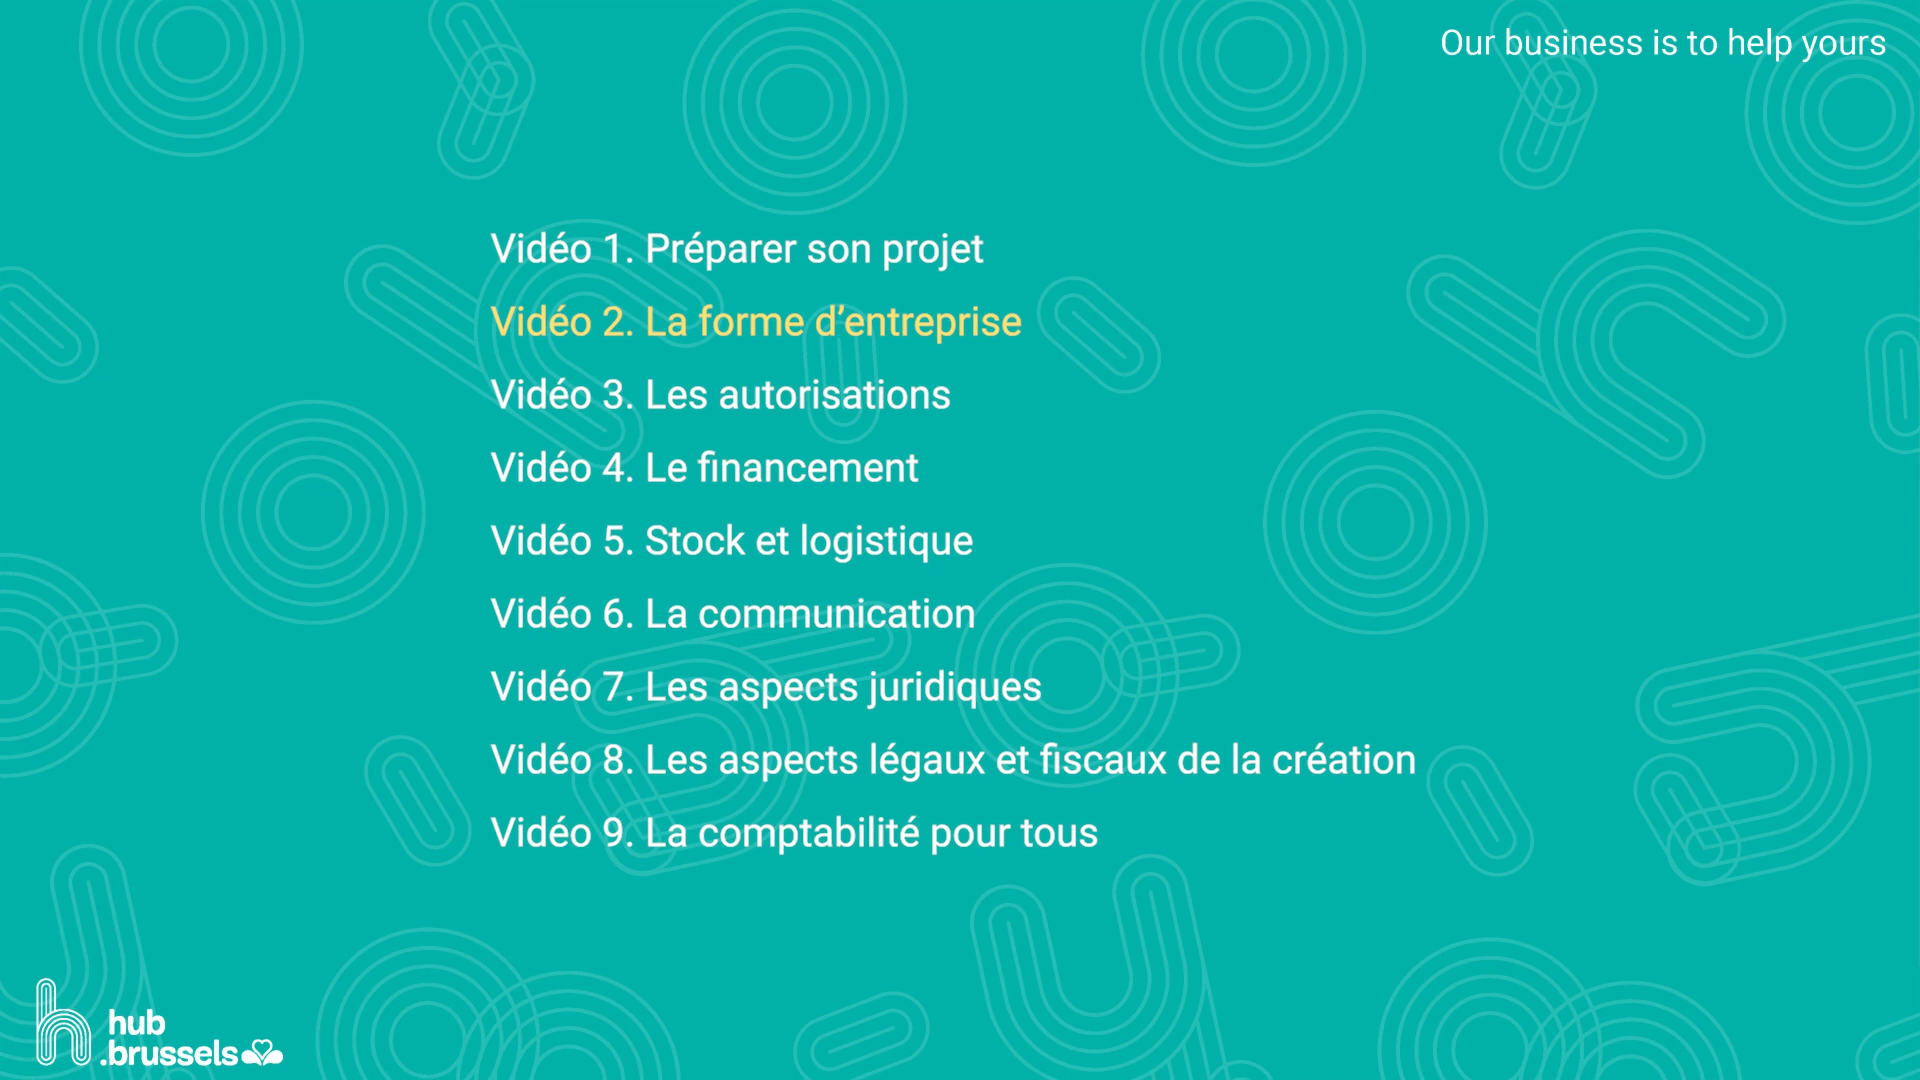 Our business is to help yours
Vidéo 1. Préparer son projet
Vidéo 2. La forme d’entreprise
Vidéo 3. Les autorisations
Vidéo 4. Le financement
Vidéo 5. Stock et logistique
Vidéo 6. La communication
Vidéo 7. Les aspects juridiques
Vidéo 8. Les aspects légaux et fiscaux de la création
Vidéo 9. La comptabilité pour tous
hub
.brussels